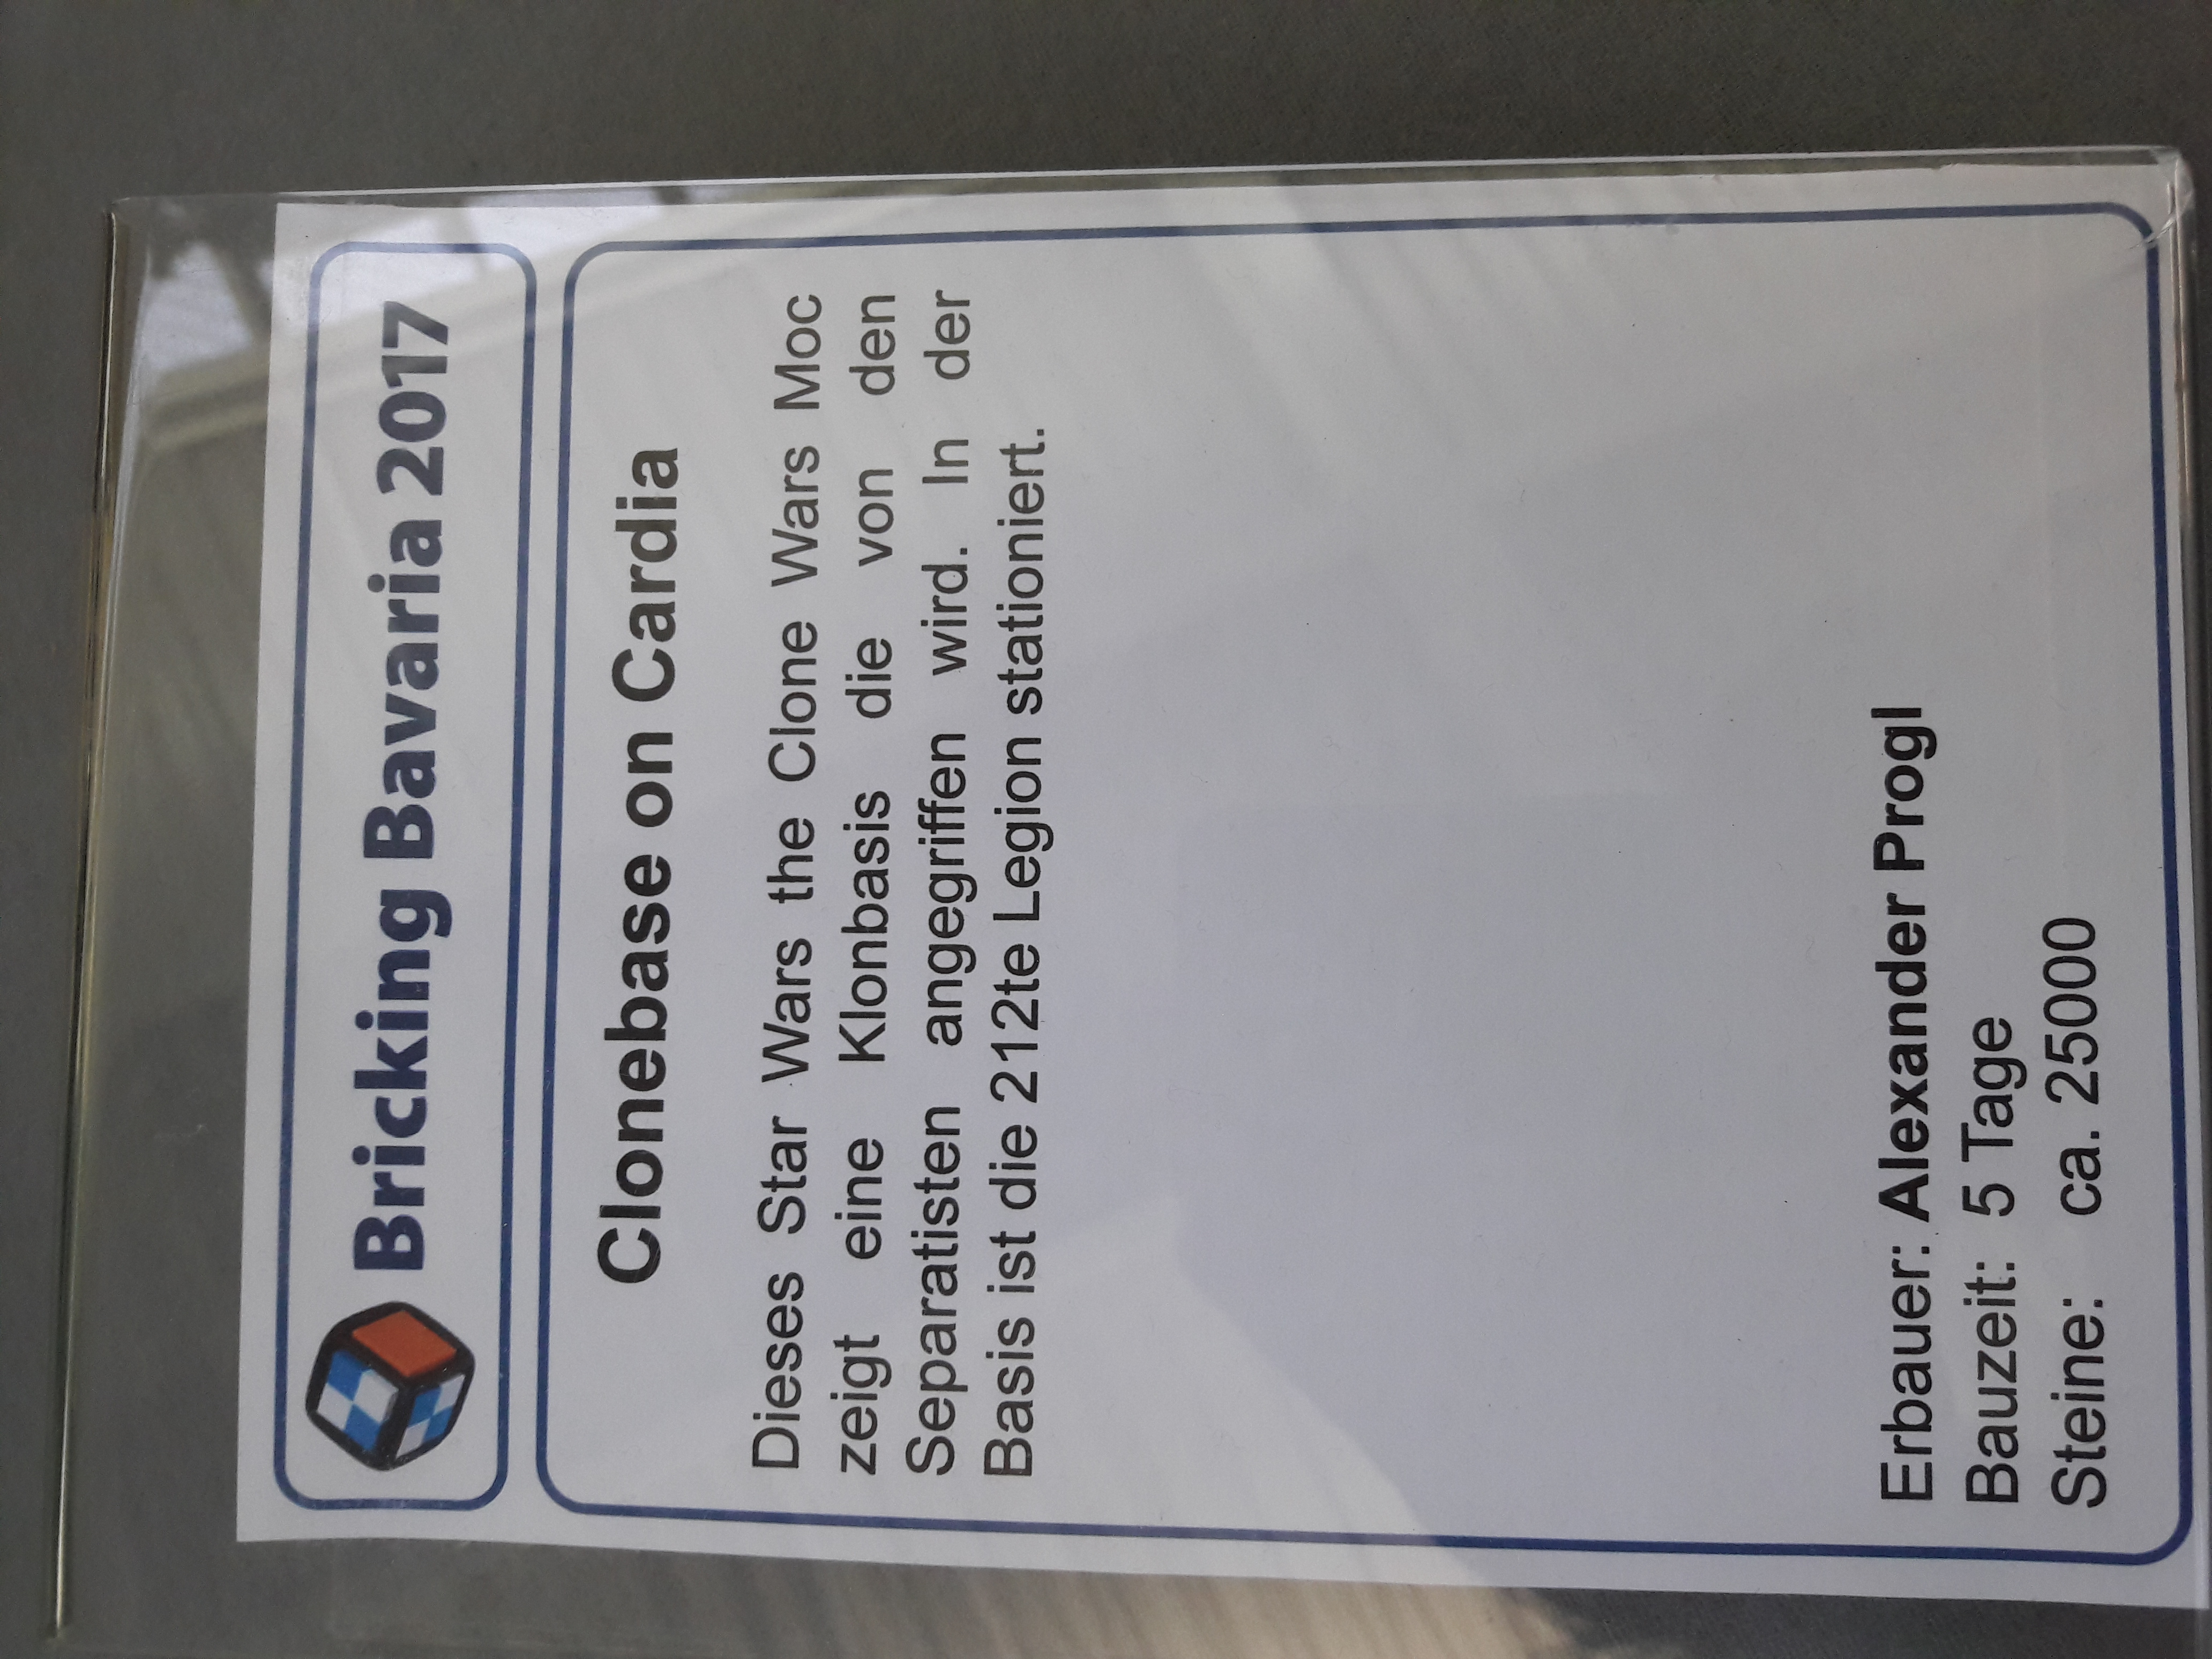 Bricking Bavaria 2017
Clonebase on Cardia
Dieses Star Wars the Clone Wars Moc
zeigt eine Klonbasis die von den
Separatisten angegriffen wird. In der
Basis ist die 212te Legion stationiert.
Erbauer: Alexander Progl
Bauzeit: 5 Tage
Steine: ca. 25000